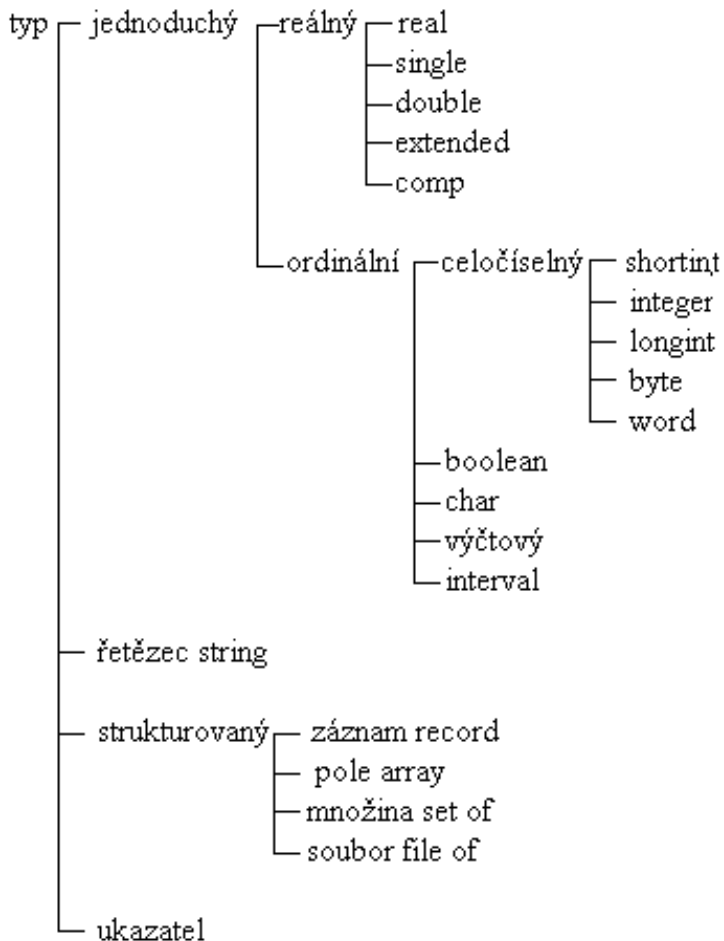 typ jednoduchý reálný real
single
double
extended
comp
ordinální celočíselný shortint
integer
longint
byte
word
boolean
char
výčtový
interval
řetězec string
strukturovaný záznam record
pole array
množina set of
soubor file of
ukazatel